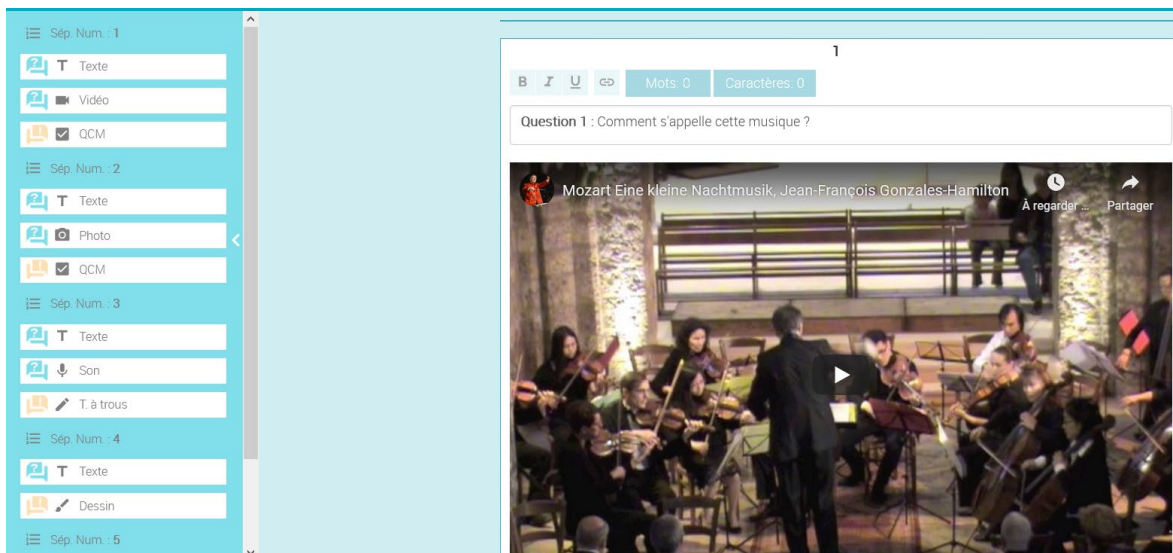 Sép. Num. : 1
Texte
Vidéo
QCM
Sép. Num. : 2
Texte
Photo
QCM
Sép. Num. : 3
Texte
Son
T. à trous
Sép. Num. : 4
Texte
Dessin
Sép. Num. : 5
1
B I U Mots: 0 Caractères: 0
Question 1 : Comment s'appelle cette musique ?
Mozart Eine kleine Nachtmusik, Jean-François Gonzales-Hamilton
À regarder ... Partager